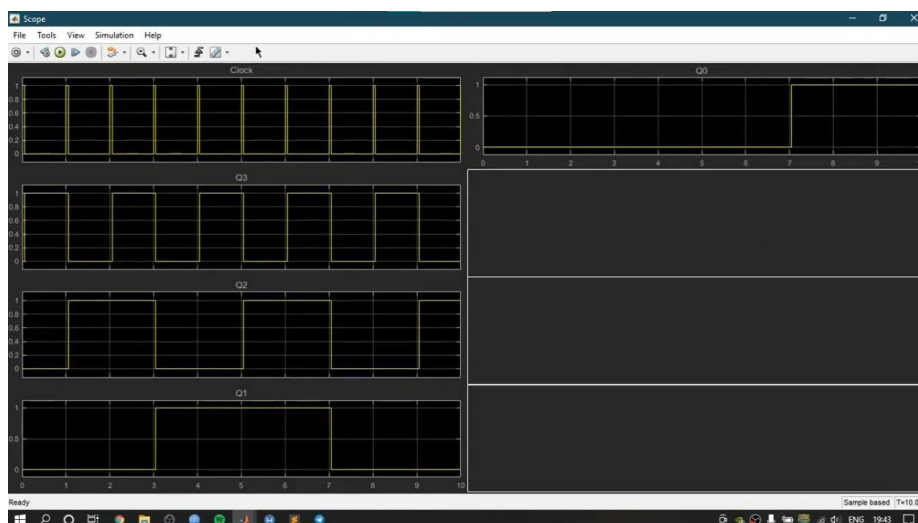 Scope
File Tools View Simulation Help
Clock
1
0.8
0.6
0.4
0.2
0
Q3
1
0.8
0.6
0.4
0.2
0
Q2
1
0.8
0.6
0.4
0.2
0
Q1
1
0.5
0
0 1 2 3 4 5 6 7 8 9 10
Q0
1
0.5
0
0 1 2 3 4 5 6 7 8 9
Ready
Sample based T=10.0
ENG 19:43